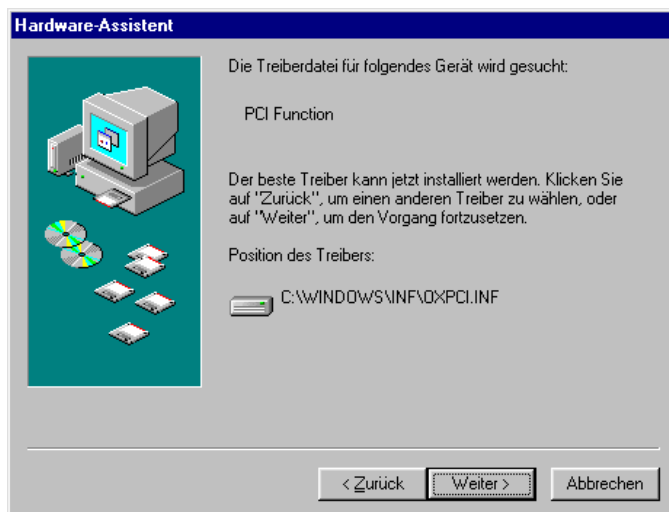 Hardware-Assistent
Die Treiberdatei für folgendes Gerät wird gesucht:
PCI Function
Der beste Treiber kann jetzt installiert werden. Klicken Sie
auf "Zurück", um einen anderen Treiber zu wählen, oder
auf "Weiter", um den Vorgang fortzusetzen.
Position des Treibers:
C:\WINDOWS\INF\OXPCI.INF
< Zurück Weiter > Abbrechen